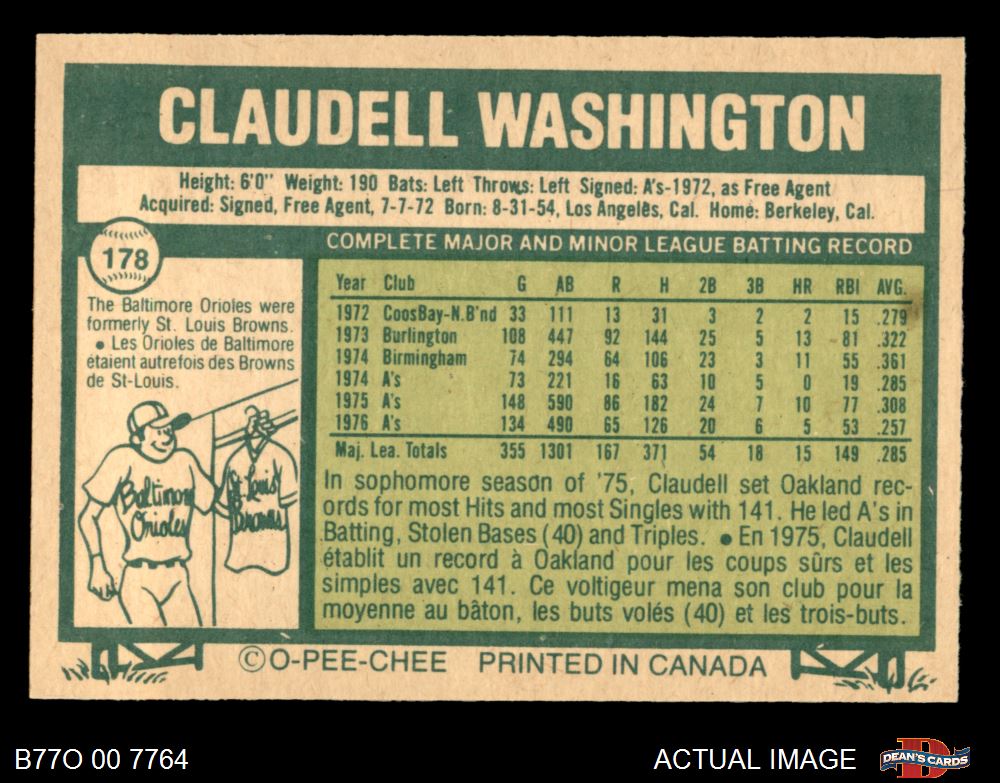 CLAUDELL WASHINGTON
Height: 6'0" Weight: 190 Bats: Left Throws: Left Signed: A's-1972, as Free Agent
Acquired: Signed, Free Agent, 7-7-72 Born: 8-31-54, Los Angeles, Cal. Home: Berkeley, Cal.
178
The Baltimore Orioles were
formerly St. Louis Browns.
● Les Orioles de Baltimore
étaient autrefois des Browns
de St-Louis.
Baltimore
Orioles
St. Louis
Browns
COMPLETE MAJOR AND MINOR LEAGUE BATTING RECORD
Year Club G AB R H 2B 3B HR RBI AVG.
1972 CoosBay-N.B'nd 33 111 13 31 3 2 2 15 .279
1973 Burlington 108 447 92 144 25 5 13 81 .322
1974 Birmingham 74 294 64 106 23 3 11 55 .361
1974 A's 73 221 16 63 10 5 0 19 .285
1975 A's 148 590 86 182 24 7 10 77 .308
1976 A's 134 490 65 126 20 6 5 53 .257
Maj. Lea. Totals 355 1301 167 371 54 18 15 149 .285
In sophomore season of '75, Claudell set Oakland rec-
ords for most Hits and most Singles with 141. He led A's in
Batting, Stolen Bases (40) and Triples. ● En 1975, Claudell
établit un record à Oakland pour les coups sûrs et les
simples avec 141. Ce voltigeur mena son club pour la
moyenne au bâton, les buts volés (40) et les trois-buts.
©O-PEE-CHEE PRINTED IN CANADA
B77O 00 7764
ACTUAL IMAGE
D
DEAN'S CARDS